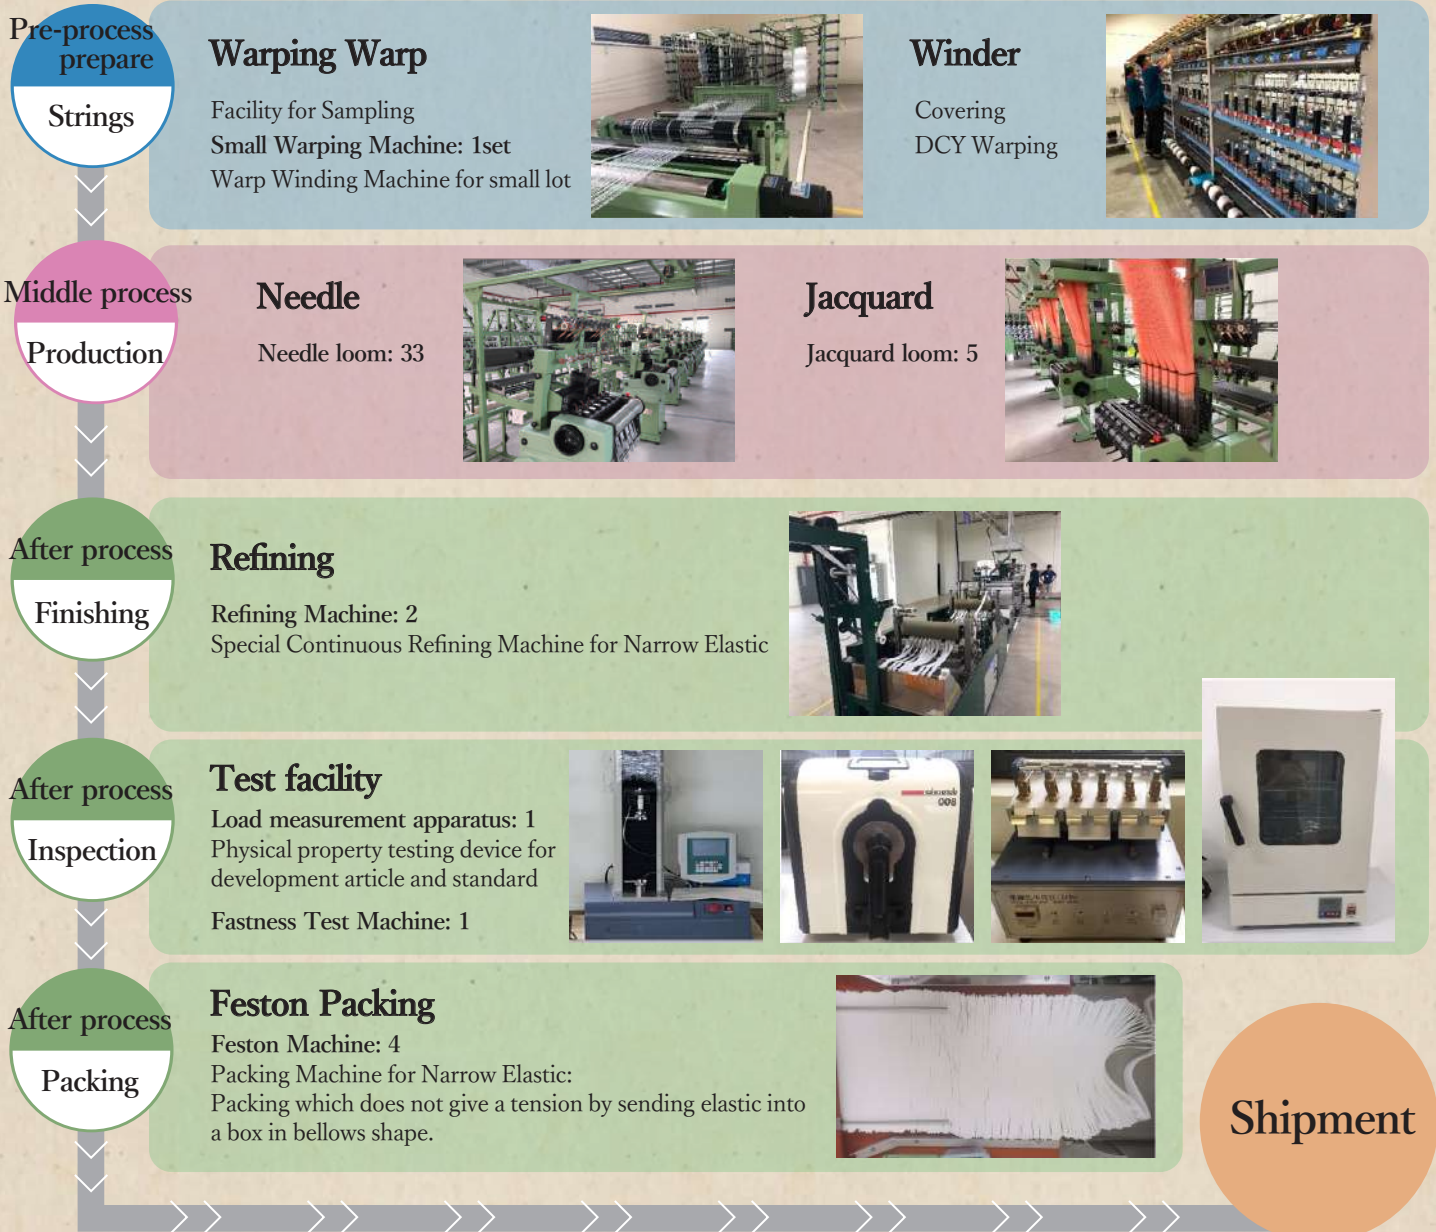 Pre-process
prepare
Strings
Warping Warp
Facility for Sampling
Small Warping Machine: 1set
Warp Winding Machine for small lot
Winder
Covering
DCY Warping
Middle process
Production
Needle
Needle loom: 33
Jacquard
Jacquard loom: 5
After process
Finishing
Refining
Refining Machine: 2
Special Continuous Refining Machine for Narrow Elastic
After process
Inspection
Test facility
Load measurement apparatus: 1
Physical property testing device for
development article and standard
Fastness Test Machine: 1
008
After process
Packing
Feston Packing
Feston Machine: 4
Packing Machine for Narrow Elastic:
Packing which does not give a tension by sending elastic into
a box in bellows shape.
Shipment